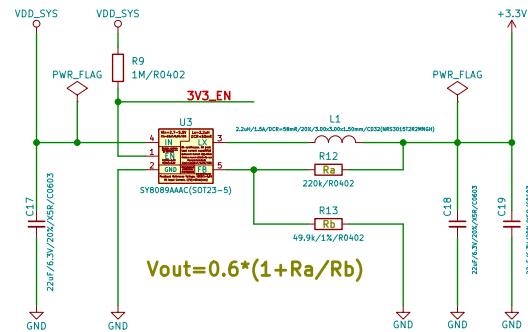 VDD_SYS
VDD_SYS
+3.3V
R9
1M/R0402
PWR_FLAG
PWR_FLAG
3V3_EN
U3
L1
2.2uH/1.5A/DCR=58mR/20%/3.00x3.00x1.50mm/CD32(NRS3015T2R2MNGH)
4
IN
LX
3
1
EN
2
GND
FB
5
SY8089AAAC(SOT23-5)
R12
Ra
220k/R0402
R13
Rb
49.9k/1%/R0402
C17
22uF/6.3V/20%/X5R/C0603
C18
22uF/6.3V/20%/X5R/C0603
C19
Vout=0.6*(1+Ra/Rb)
GND
GND
GND
GND
GND